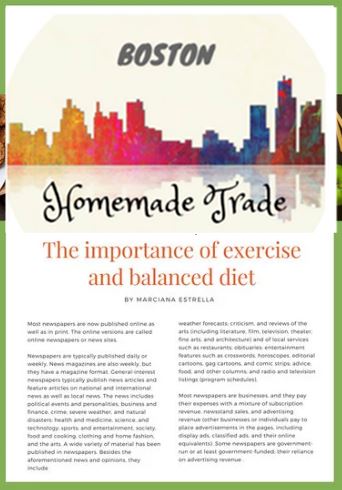 BOSTON
Homemade Trade
The importance of exercise
and balanced diet
BY MARCIANA ESTRELLA
Most newspapers are now published online as
well as in print. The online versions are called
online newspapers or news sites.
Newspapers are typically published daily or
weekly. News magazines are also weekly, but
they have a magazine format. General-interest
newspapers typically publish news articles and
feature articles on national and international
news as well as local news. The news includes
political events and personalities, business and
finance, crime, severe weather, and natural
disasters; health and medicine, science, and
technology; sports; and entertainment, society,
food and cooking, clothing and home fashion,
and the arts. A wide variety of material has been
published in newspapers. Besides the
aforementioned news and opinions, they
include
weather forecasts; criticism, and reviews of the
arts (including literature, film, television, theater;
fine arts, and architecture) and of local services
such as restaurants; obituaries; entertainment
features such as crosswords, horoscopes, editorial
cartoons, gag cartoons, and comic strips; advice,
food, and other columns; and radio and television
listings (program schedules).
Most newspapers are businesses, and they pay
their expenses with a mixture of subscription
revenue, newsstand sales, and advertising
revenue (other businesses or individuals pay to
place advertisements in the pages, including
display ads, classified ads, and their online
equivalents). Some newspapers are government-
run or at least government-funded; their reliance
on advertising revenue .